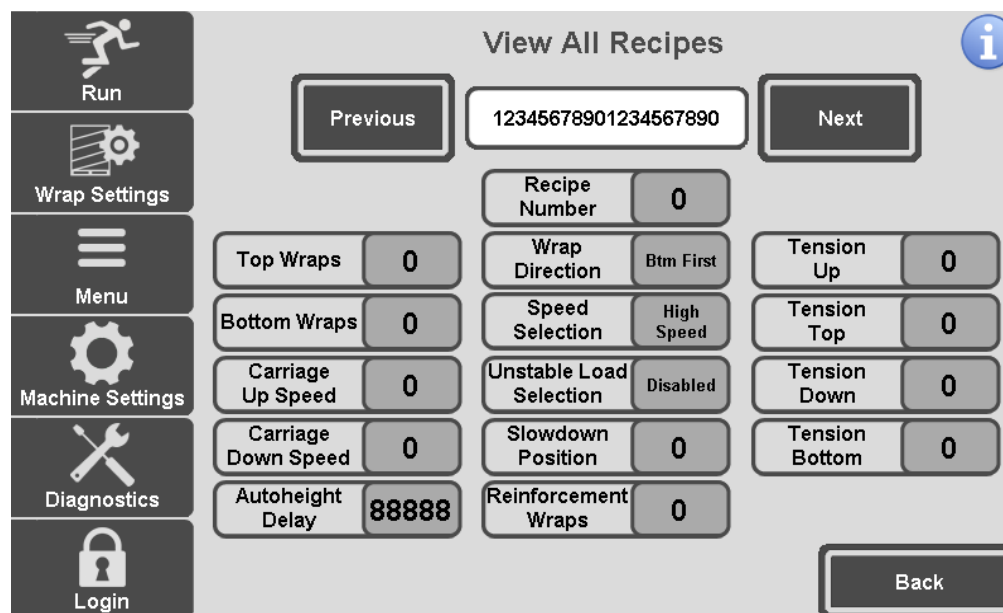 View All Recipes
Run
Previous
12345678901234567890
Next
Wrap Settings
Menu
Machine Settings
Diagnostics
Login
Recipe
Number
0
Top Wraps
0
Bottom Wraps
0
Carriage
Up Speed
0
Carriage
Down Speed
0
Autoheight
Delay
88888
Wrap
Direction
Btm First
Speed
Selection
High
Speed
Unstable Load
Selection
Disabled
Slowdown
Position
0
Reinforcement
Wraps
0
Tension
Up
0
Tension
Top
0
Tension
Down
0
Tension
Bottom
0
Back
i